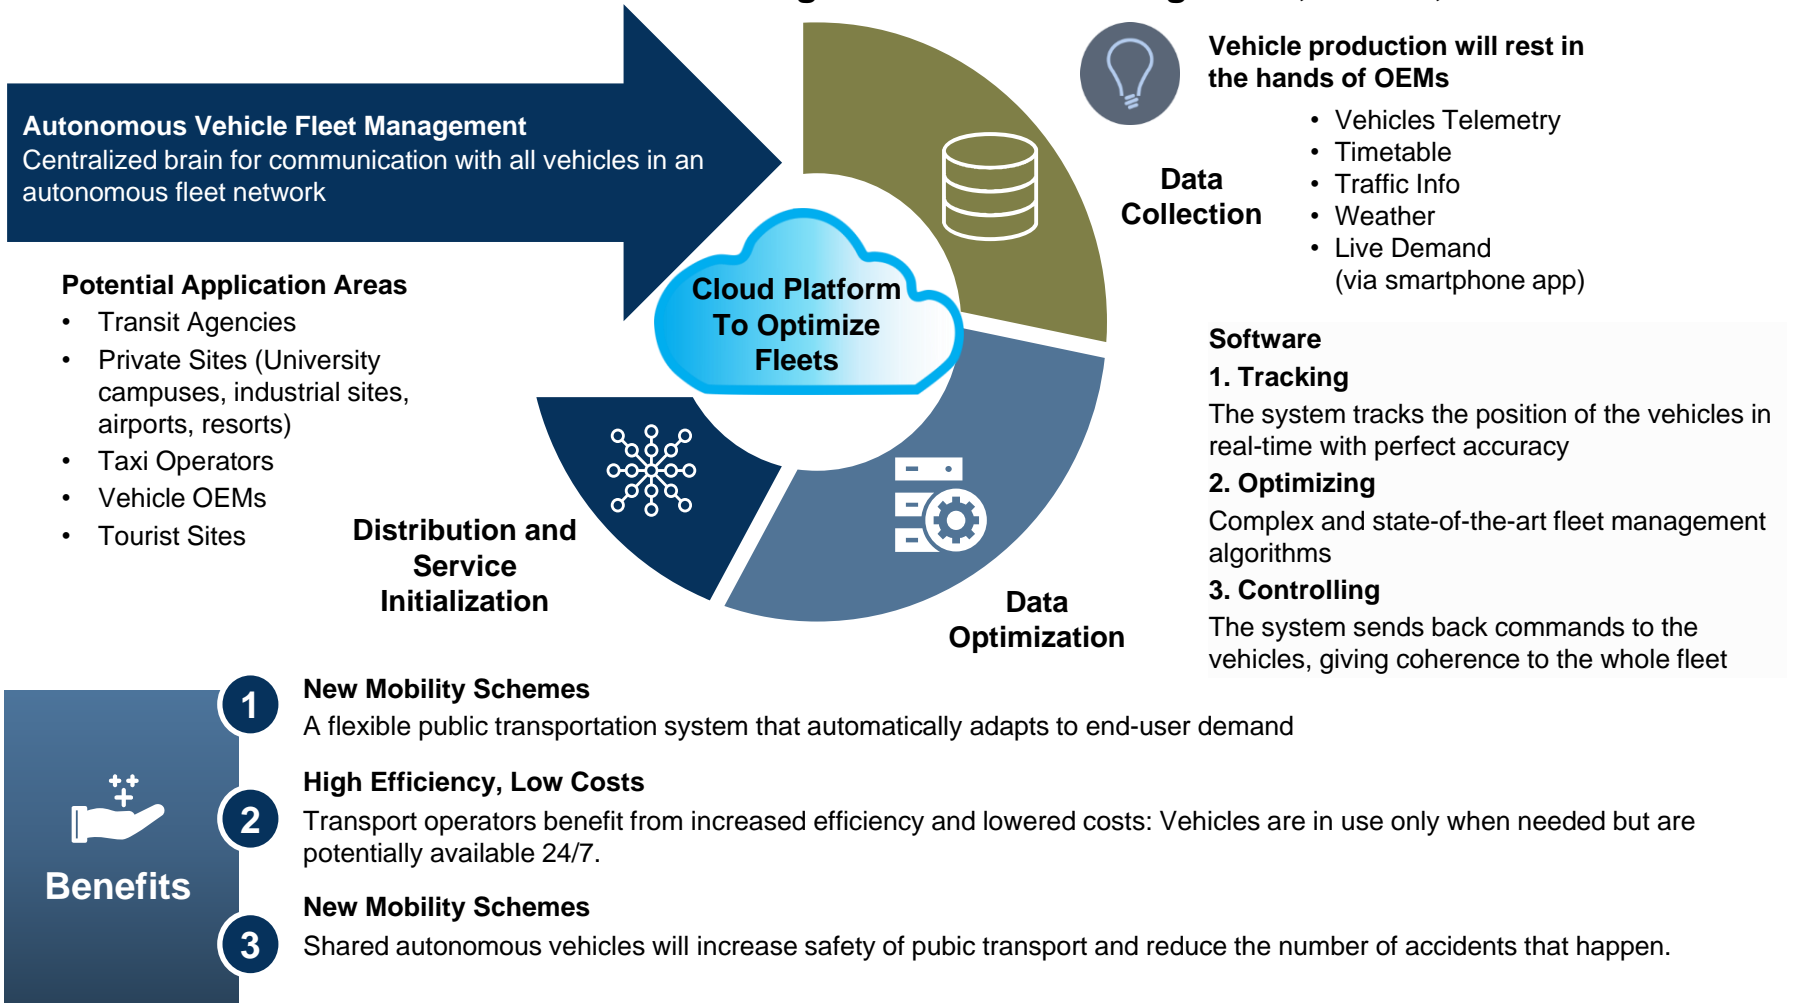 Autonomous Vehicle Fleet Management
Centralized brain for communication with all vehicles in an
autonomous fleet network
Potential Application Areas
• Transit Agencies
• Private Sites (University
campuses, industrial sites,
airports, resorts)
• Taxi Operators
• Vehicle OEMs
• Tourist Sites
Cloud Platform
To Optimize
Fleets
Distribution and
Service
Initialization
Data
Optimization
Data
Collection
Vehicle production will rest in
the hands of OEMs
• Vehicles Telemetry
• Timetable
• Traffic Info
• Weather
• Live Demand
(via smartphone app)
Software
1. Tracking
The system tracks the position of the vehicles in
real-time with perfect accuracy
2. Optimizing
Complex and state-of-the-art fleet management
algorithms
3. Controlling
The system sends back commands to the
vehicles, giving coherence to the whole fleet
Benefits
1
New Mobility Schemes
A flexible public transportation system that automatically adapts to end-user demand
2
High Efficiency, Low Costs
Transport operators benefit from increased efficiency and lowered costs: Vehicles are in use only when needed but are
potentially available 24/7.
3
New Mobility Schemes
Shared autonomous vehicles will increase safety of pubic transport and reduce the number of accidents that happen.